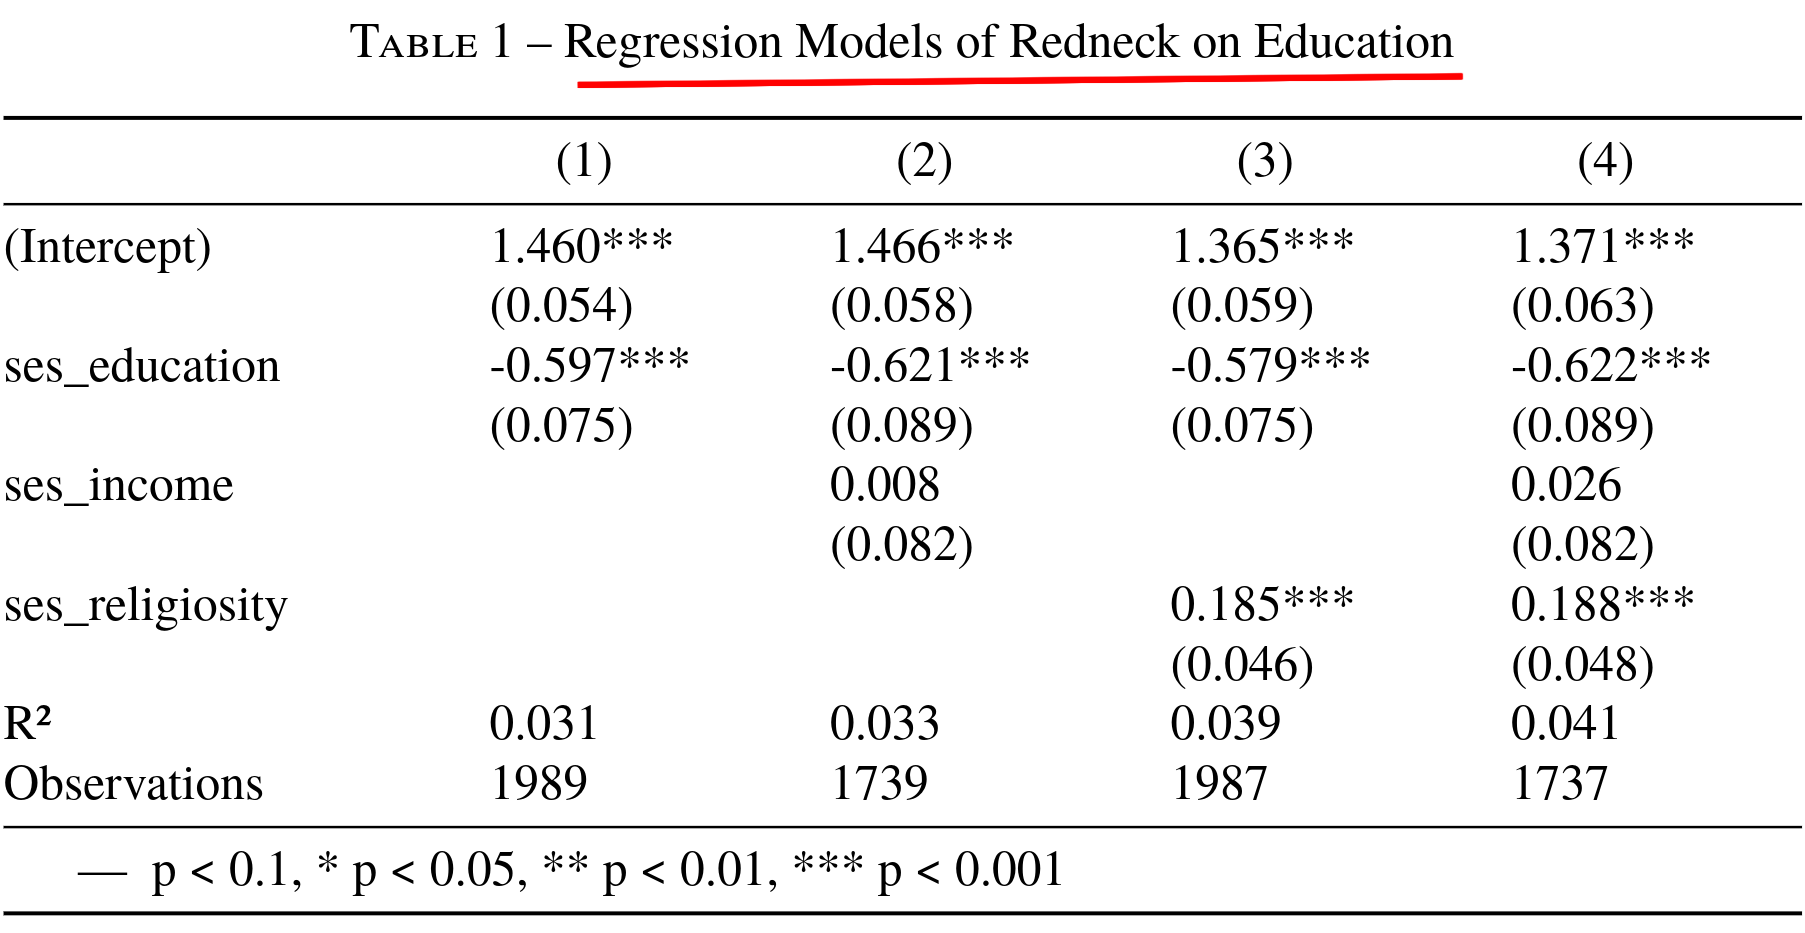 TABLE 1 – Regression Models of Redneck on Education
(1) (2) (3) (4)
(Intercept) 1.460*** 1.466*** 1.365*** 1.371***
(0.054) (0.058) (0.059) (0.063)
ses_education -0.597*** -0.621*** -0.579*** -0.622***
(0.075) (0.089) (0.075) (0.089)
ses_income 0.008 0.026
(0.082) (0.082)
ses_religiosity 0.185*** 0.188***
(0.046) (0.048)
R² 0.031 0.033 0.039 0.041
Observations 1989 1739 1987 1737
— p < 0.1, * p < 0.05, ** p < 0.01, *** p < 0.001